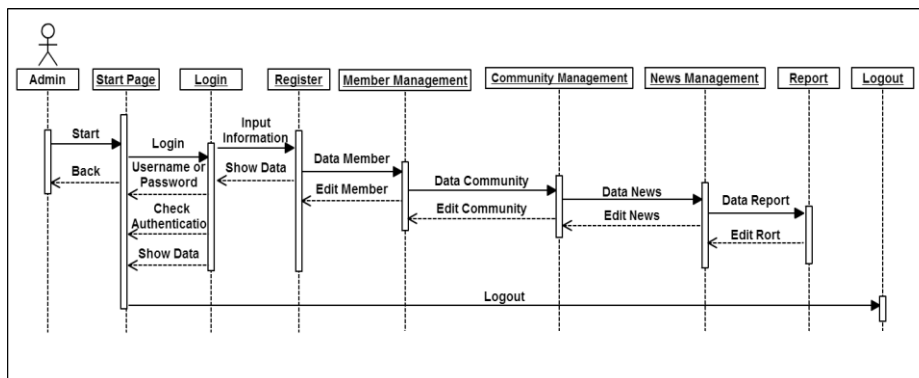 Admin
Start Page
Login
Register
Member Management
Community Management
News Management
Report
Logout
Start
Back
Login
Username or
Password
Check
Authenticatio
Show Data
Input
Information
Show Data
Data Member
Edit Member
Data Community
Edit Community
Data News
Edit News
Data Report
Edit Rort
Logout